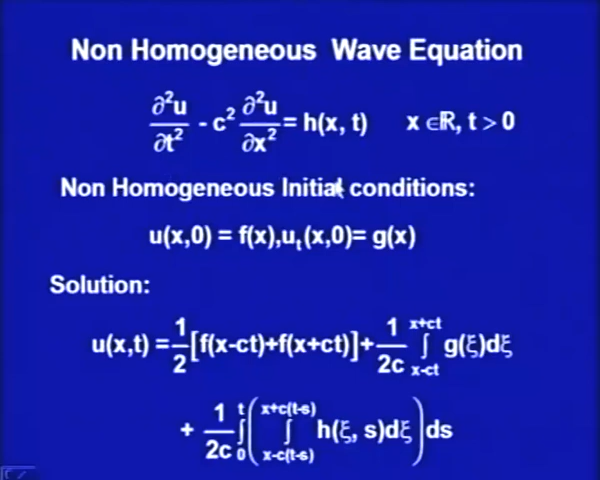 Non Homogeneous Wave Equation
∂²u/∂t² - c² ∂²u/∂x² = h(x, t) x ∈ℝ, t > 0
Non Homogeneous Initial conditions:
u(x,0) = f(x),uₜ(x,0)= g(x)
Solution:
u(x,t) = 1/2 [f(x-ct)+f(x+ct)]+ 1/2c ∫_{x-ct}^{x+ct} g(ξ)dξ
+ 1/2c ∫_0^t ( ∫_{x-c(t-s)}^{x+c(t-s)} h(ξ, s)dξ ) ds